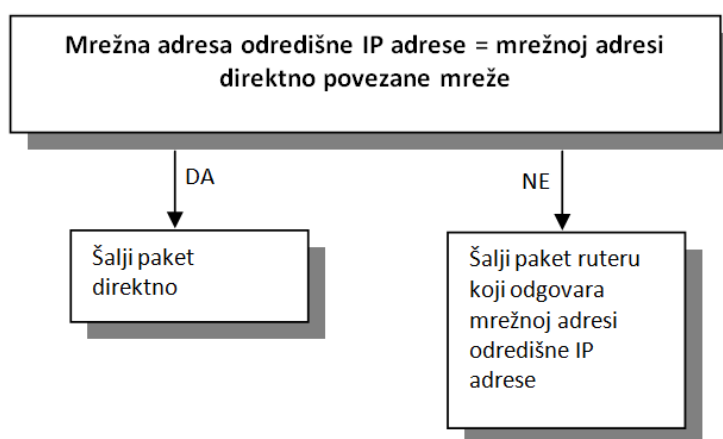 Mrežna adresa odredišne IP adrese = mrežnoj adresi
direktno povezane mreže
DA
NE
Šalji paket
direktno
Šalji paket ruteru
koji odgovara
mrežnoj adresi
odredišne IP
adrese